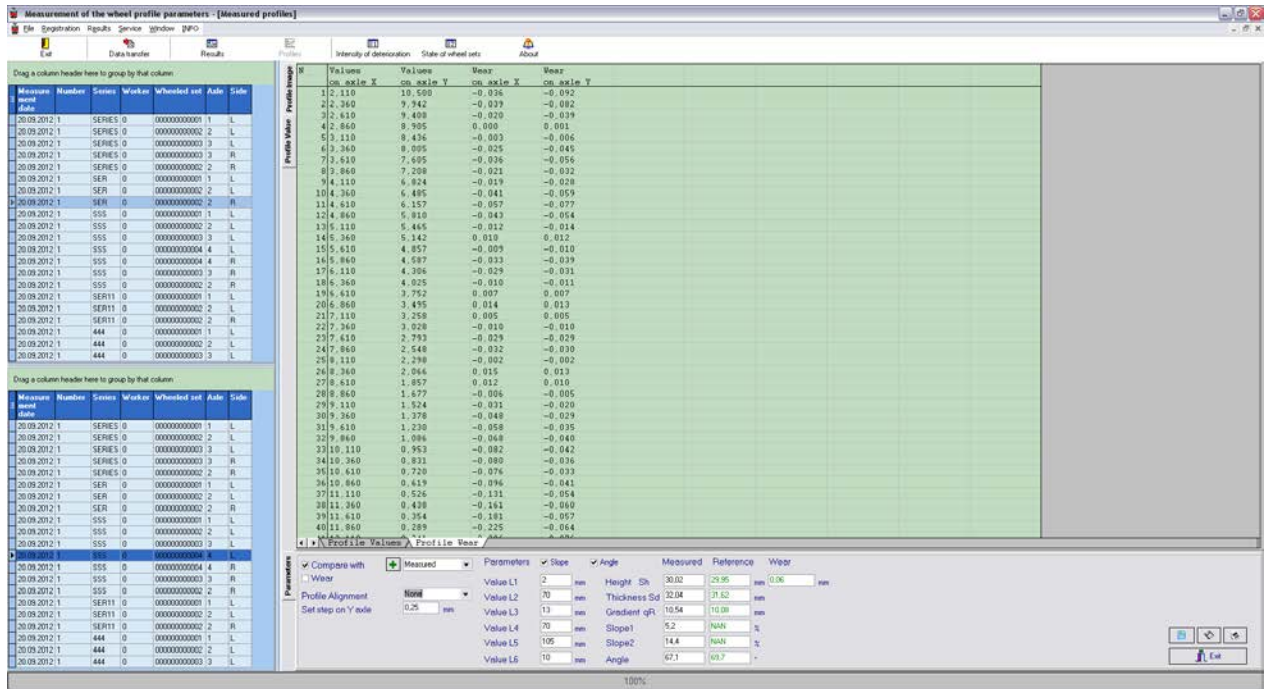 Measurement of the wheel profile parameters - [Measured profiles]
File Registration Results Service Window INFO
Exit Data transfer Results Profiles Intensity of deterioration State of wheel sets About
Drag a column header here to group by that column
Measurement date Number Series Worker Wheeled set Axle Side
20.09.2012 1 SERIES 0 000000000001 1 L
20.09.2012 1 SERIES 0 000000000002 2 L
20.09.2012 1 SERIES 0 000000000003 3 L
20.09.2012 1 SERIES 0 000000000003 3 R
20.09.2012 1 SERIES 0 000000000002 2 R
20.09.2012 1 SER 0 000000000001 1 L
20.09.2012 1 SER 0 000000000002 2 L
20.09.2012 1 SER 0 000000000002 2 R
20.09.2012 1 SSS 0 000000000001 1 L
20.09.2012 1 SSS 0 000000000002 2 L
20.09.2012 1 SSS 0 000000000003 3 L
20.09.2012 1 SSS 0 000000000004 4 L
20.09.2012 1 SSS 0 000000000004 4 R
20.09.2012 1 SSS 0 000000000003 3 R
20.09.2012 1 SSS 0 000000000002 2 R
20.09.2012 1 SER11 0 000000000001 1 L
20.09.2012 1 SER11 0 000000000002 2 L
20.09.2012 1 SER11 0 000000000002 2 R
20.09.2012 1 444 0 000000000001 1 L
20.09.2012 1 444 0 000000000002 2 L
20.09.2012 1 444 0 000000000003 3 L
Drag a column header here to group by that column
Measurement date Number Series Worker Wheeled set Axle Side
20.09.2012 1 SERIES 0 000000000001 1 L
20.09.2012 1 SERIES 0 000000000002 2 L
20.09.2012 1 SERIES 0 000000000003 3 L
20.09.2012 1 SERIES 0 000000000003 3 R
20.09.2012 1 SERIES 0 000000000002 2 R
20.09.2012 1 SER 0 000000000001 1 L
20.09.2012 1 SER 0 000000000002 2 L
20.09.2012 1 SER 0 000000000002 2 R
20.09.2012 1 SSS 0 000000000001 1 L
20.09.2012 1 SSS 0 000000000002 2 L
20.09.2012 1 SSS 0 000000000003 3 L
20.09.2012 1 SSS 0 000000000004 4 L
20.09.2012 1 SSS 0 000000000004 4 R
20.09.2012 1 SSS 0 000000000003 3 R
20.09.2012 1 SSS 0 000000000002 2 R
20.09.2012 1 SER11 0 000000000001 1 L
20.09.2012 1 SER11 0 000000000002 2 L
20.09.2012 1 SER11 0 000000000002 2 R
20.09.2012 1 444 0 000000000001 1 L
20.09.2012 1 444 0 000000000002 2 L
20.09.2012 1 444 0 000000000003 3 L
Profile Image
Profile Value
N Values on axle X Values on axle Y Wear on axle X Wear on axle Y
1 2,110 10,500 -0,036 -0,092
2 2,360 9,942 -0,039 -0,082
3 2,610 9,408 -0,020 -0,039
4 2,860 8,905 0,000 0,001
5 3,110 8,436 -0,003 -0,006
6 3,360 8,005 -0,025 -0,045
7 3,610 7,605 -0,036 -0,056
8 3,860 7,208 -0,021 -0,032
9 4,110 6,824 -0,019 -0,028
10 4,360 6,485 -0,041 -0,059
11 4,610 6,157 -0,057 -0,077
12 4,860 5,810 -0,043 -0,054
13 5,110 5,465 -0,012 -0,014
14 5,360 5,142 0,010 0,012
15 5,610 4,857 -0,009 -0,010
16 5,860 4,587 -0,033 -0,039
17 6,110 4,306 -0,029 -0,031
18 6,360 4,025 -0,010 -0,011
19 6,610 3,752 0,007 0,007
20 6,860 3,495 0,014 0,013
21 7,110 3,258 0,005 0,005
22 7,360 3,028 -0,010 -0,010
23 7,610 2,793 -0,029 -0,029
24 7,860 2,548 -0,032 -0,030
25 8,110 2,298 -0,002 -0,002
26 8,360 2,066 0,015 0,013
27 8,610 1,857 0,012 0,010
28 8,860 1,677 -0,006 -0,005
29 9,110 1,524 -0,031 -0,020
30 9,360 1,378 -0,048 -0,029
31 9,610 1,230 -0,058 -0,035
32 9,860 1,086 -0,068 -0,040
33 10,110 0,953 -0,082 -0,042
34 10,360 0,831 -0,080 -0,036
35 10,610 0,720 -0,076 -0,033
36 10,860 0,619 -0,096 -0,041
37 11,110 0,526 -0,131 -0,054
38 11,360 0,438 -0,161 -0,060
39 11,610 0,354 -0,181 -0,057
40 11,860 0,289 -0,225 -0,064
Profile Values Profile Wear
Parameters
Compare with Measured
Wear
Profile Alignment None
Set step on Y axle 0,25 mm
Parameters Slope Angle Measured Reference Wear
Value L1 2 mm Height Sh 30,02 29,95 mm 0,06 mm
Value L2 70 mm Thickness Sd 32,04 31,62 mm
Value L3 13 mm Gradient qR 10,54 10,08 mm
Value L4 70 mm Slope1 5,2 NAN %
Value L5 105 mm Slope2 14,4 NAN %
Value L6 10 mm Angle 67,1 69,7 °
Exit
100%